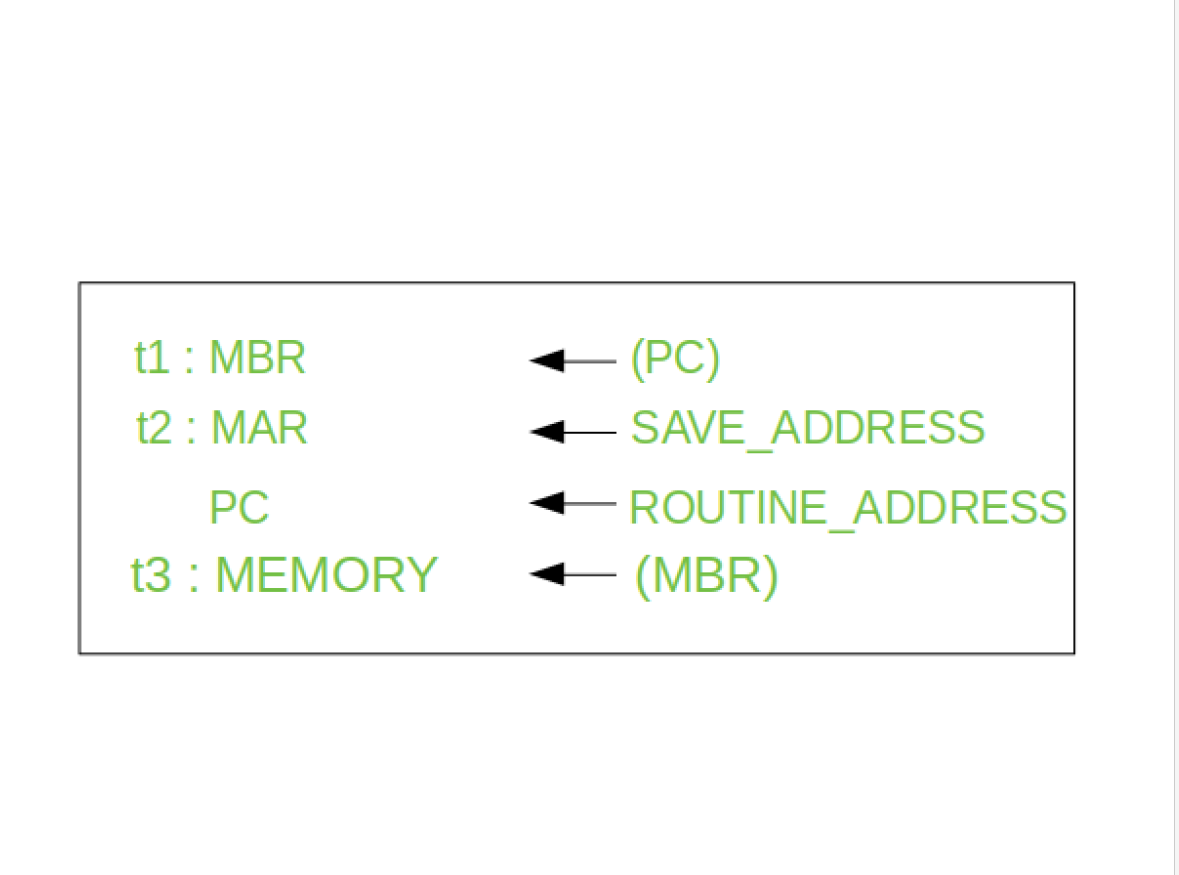 t1 : MBR (PC)
t2 : MAR SAVE_ADDRESS
PC ROUTINE_ADDRESS
t3 : MEMORY (MBR)